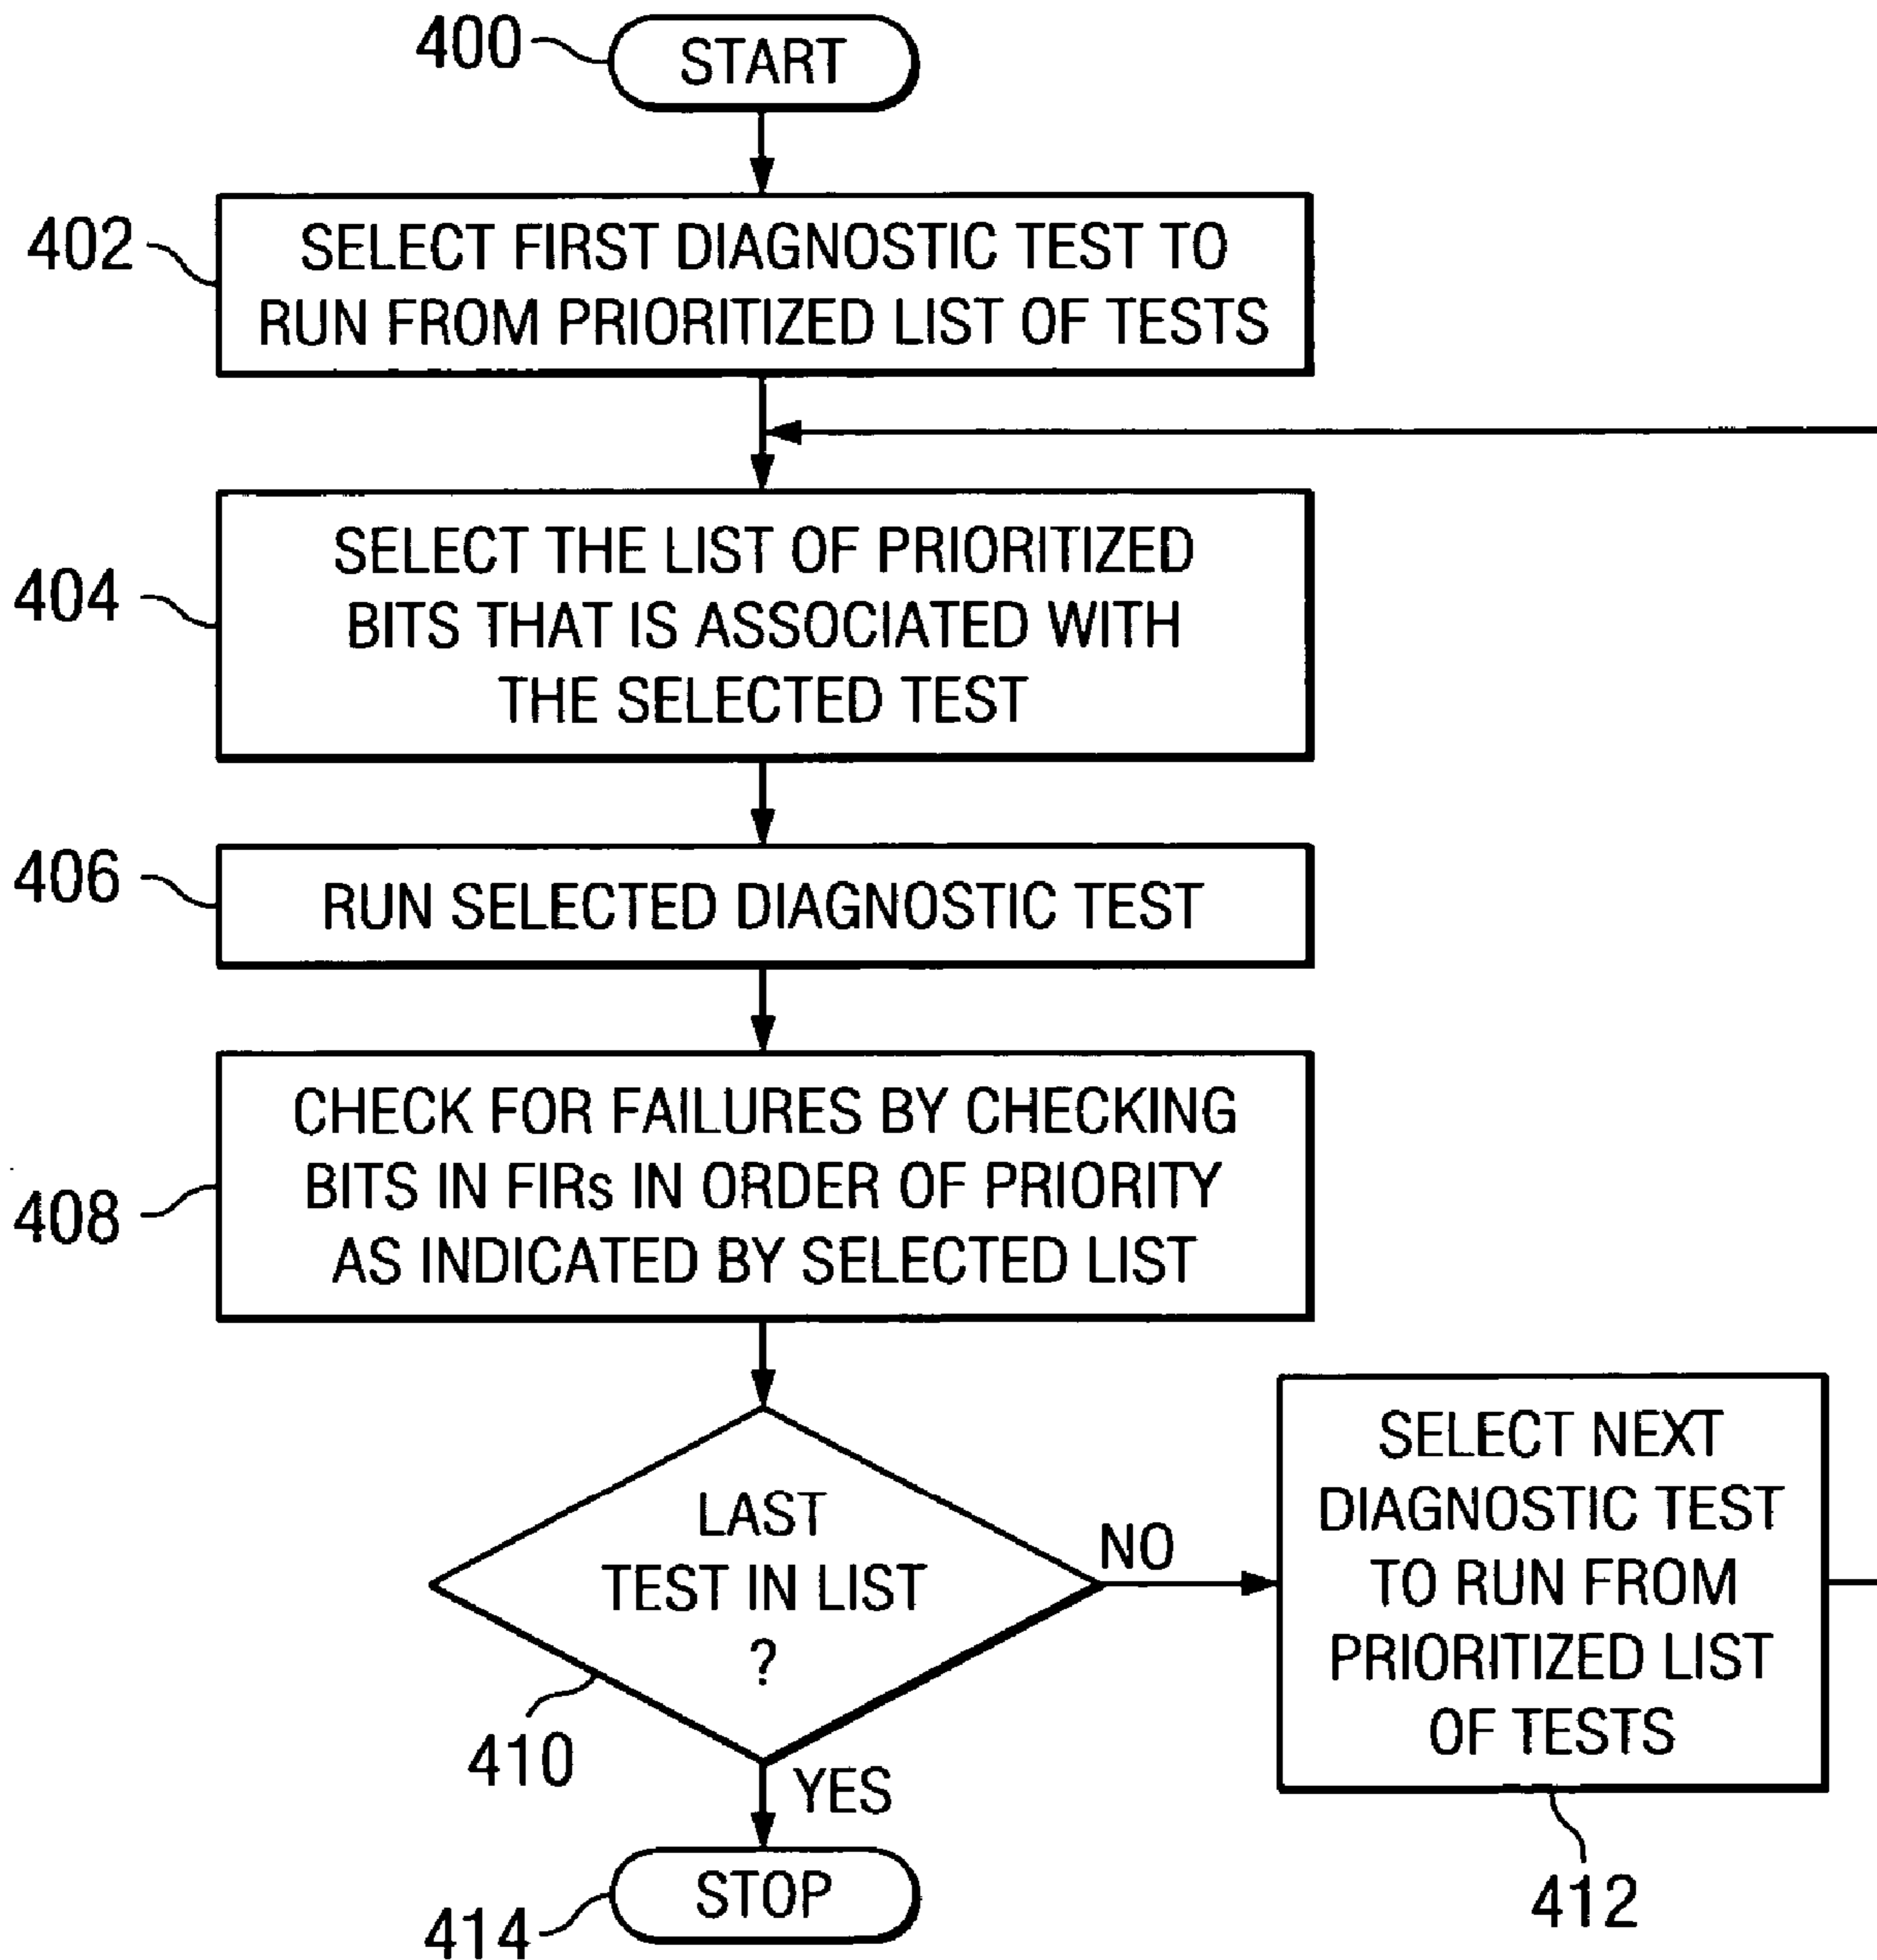 400
START
402
SELECT FIRST DIAGNOSTIC TEST TO
RUN FROM PRIORITIZED LIST OF TESTS
404
SELECT THE LIST OF PRIORITIZED
BITS THAT IS ASSOCIATED WITH
THE SELECTED TEST
406
RUN SELECTED DIAGNOSTIC TEST
408
CHECK FOR FAILURES BY CHECKING
BITS IN FIRs IN ORDER OF PRIORITY
AS INDICATED BY SELECTED LIST
LAST
TEST IN LIST
?
410
NO
SELECT NEXT
DIAGNOSTIC TEST
TO RUN FROM
PRIORITIZED LIST
OF TESTS
412
YES
STOP
414